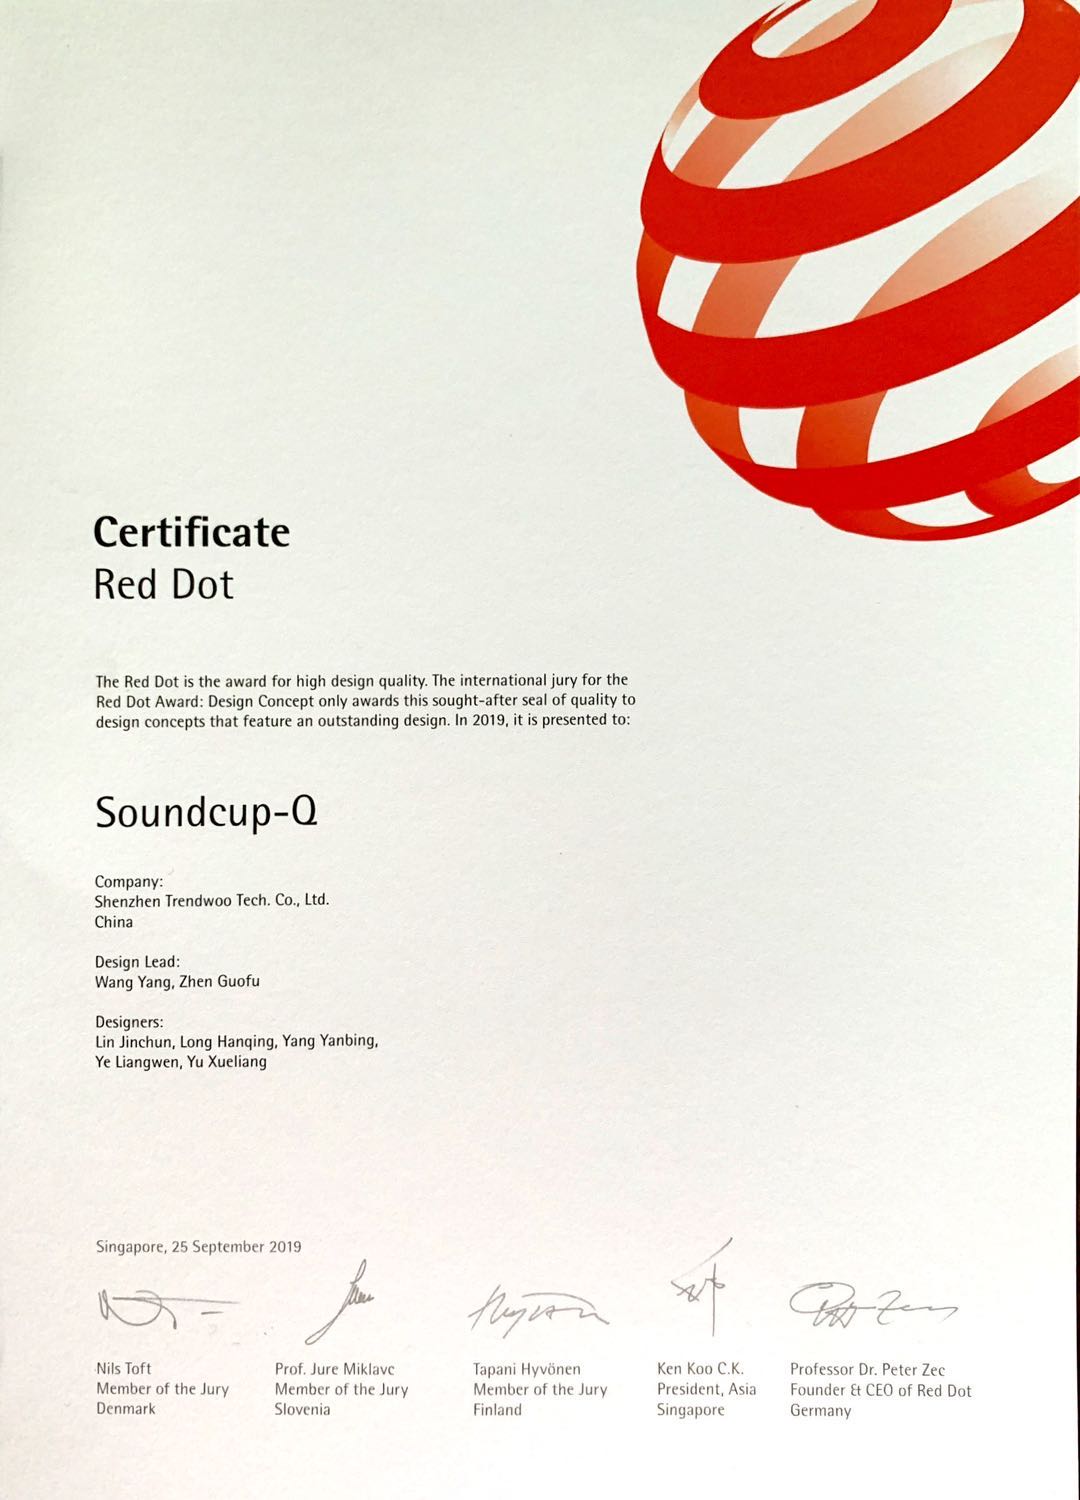 Certificate
Red Dot
The Red Dot is the award for high design quality. The international jury for the
Red Dot Award: Design Concept only awards this sought-after seal of quality to
design concepts that feature an outstanding design. In 2019, it is presented to:
Soundcup-Q
Company:
Shenzhen Trendwoo Tech. Co., Ltd.
China
Design Lead:
Wang Yang, Zhen Guofu
Designers:
Lin Jinchun, Long Hanqing, Yang Yanbing,
Ye Liangwen, Yu Xueliang
Singapore, 25 September 2019
Nils Toft
Member of the Jury
Denmark
Prof. Jure Miklavc
Member of the Jury
Slovenia
Tapani Hyvönen
Member of the Jury
Finland
Ken Koo C.K.
President, Asia
Singapore
Professor Dr. Peter Zec
Founder & CEO of Red Dot
Germany